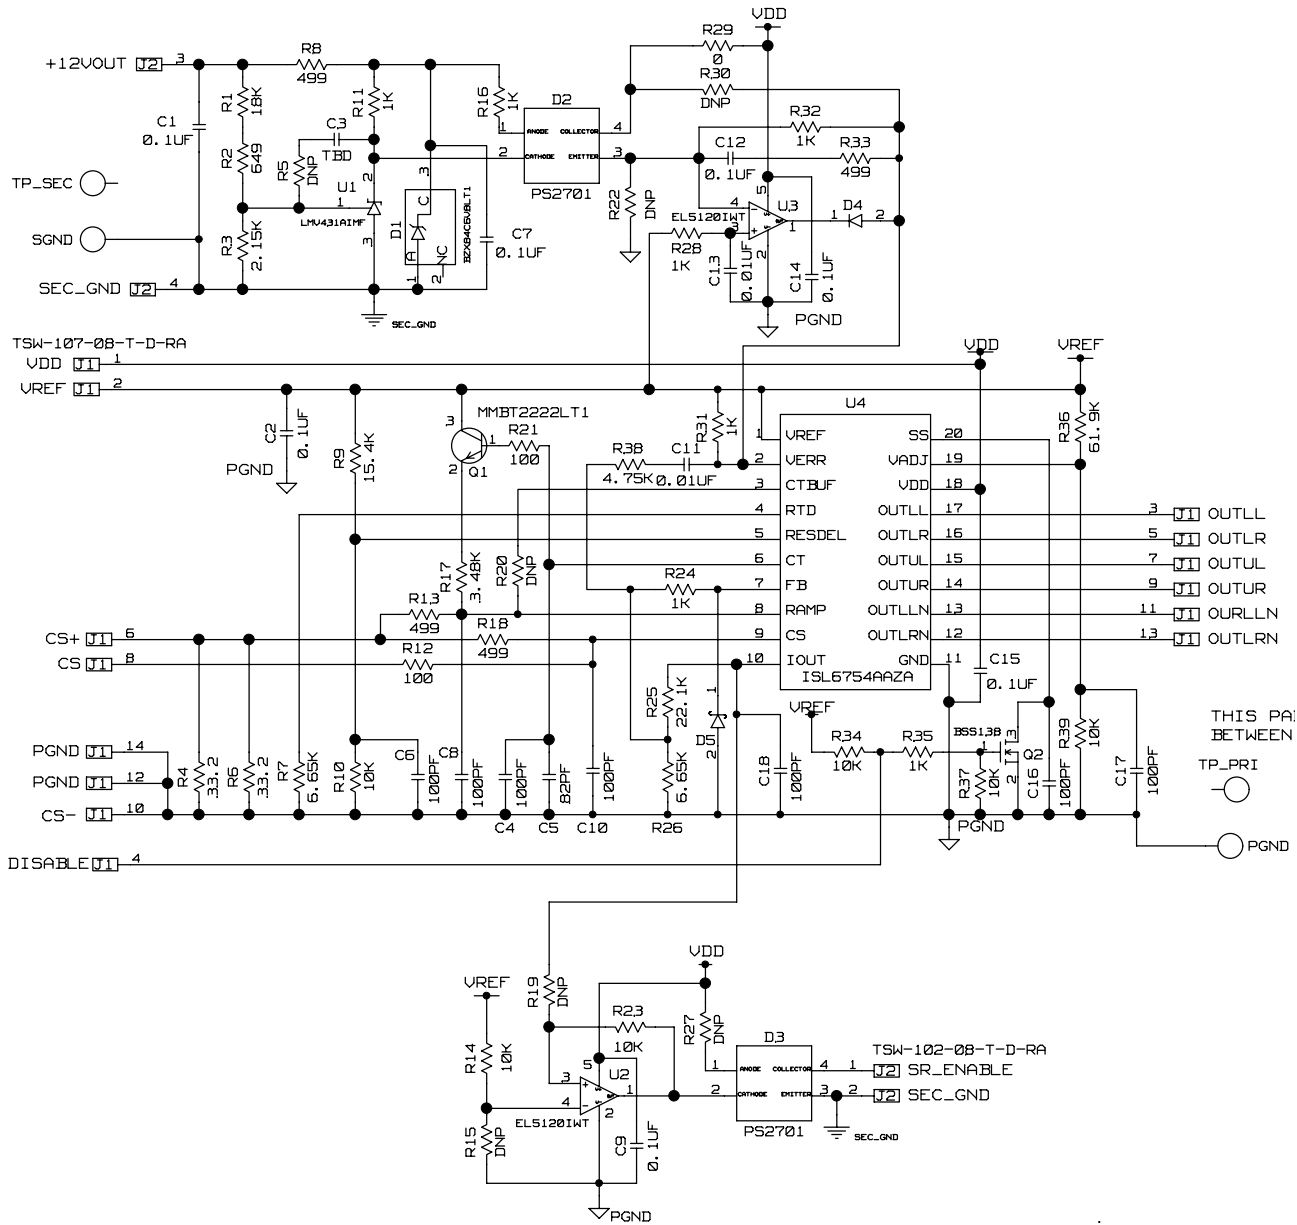 VDD
R29
0
+12VOUT J2 3
R8
499
R30
DNP
R1
18K
R11
1K
R16
1K
D2
R32
1K
C1
0.1UF
C3
TBD
1 ANODE COLLECTOR 4
2 CATHODE EMITTER 3
PS2701
C12
0.1UF
R33
499
R2
649
R5
DNP
TP_SEC
U1
LMV431AIMF
1
2
3
3
C
D1
BZX84C6V8LT1
A
NC
1
2
R22
DNP
EL5120IWT
4
3
5
U3
1
2
D4
1
2
SGND
R3
2.15K
C7
0.1UF
R28
1K
C13
0.01UF
C14
0.1UF
SEC_GND J2 4
SEC_GND
PGND
TSW-107-08-T-D-RA
VDD J1 1
VDD
VREF
VREF J1 2
C2
0.1UF
PGND
R9
15.4K
3
MMBT2222LT1
1
2
Q1
R21
100
R31
1K
R38
4.75K
C11
0.01UF
U4
R36
61.9K
1 VREF SS 20
2 VERR VADJ 19
3 CTBUF VDD 18
4 RTD OUTLL 17
5 RESDEL OUTLR 16
6 CT OUTUL 15
7 FB OUTUR 14
8 RAMP OUTLLN 13
9 CS OUTLRN 12
10 IOUT GND 11
ISL6754AAZA
3 J1 OUTLL
5 J1 OUTLR
7 J1 OUTUL
9 J1 OUTUR
11 J1 OURLLN
13 J1 OUTLRN
R17
3.48K
R20
DNP
R24
1K
R13
499
CS+ J1 6
R18
499
CS J1 8
R12
100
C15
0.1UF
R25
22.1K
1
D5
2
VREF
R34
10K
R35
1K
BSS138
1
3
2
Q2
R39
10K
THIS PA
BETWEEN
PGND J1 14
PGND J1 12
CS- J1 10
R4
33.2
R6
33.2
R7
6.65K
R10
10K
C6
100PF
C8
100PF
100PF
C4
82PF
C5
100PF
C10
6.65K
R26
C18
100PF
R37
10K
C16
100PF
C17
100PF
TP_PRI
PGND
PGND
DISABLE J1 4
VREF
R19
DNP
VDD
R14
10K
R23
10K
R27
DNP
D3
TSW-102-08-T-D-RA
1 ANODE COLLECTOR 4
1 J2 SR_ENABLE
2 CATHODE EMITTER 3
2 J2 SEC_GND
PS2701
SEC_GND
3
4
5
U2
1
2
EL5120IWT
R15
DNP
C9
0.1UF
PGND